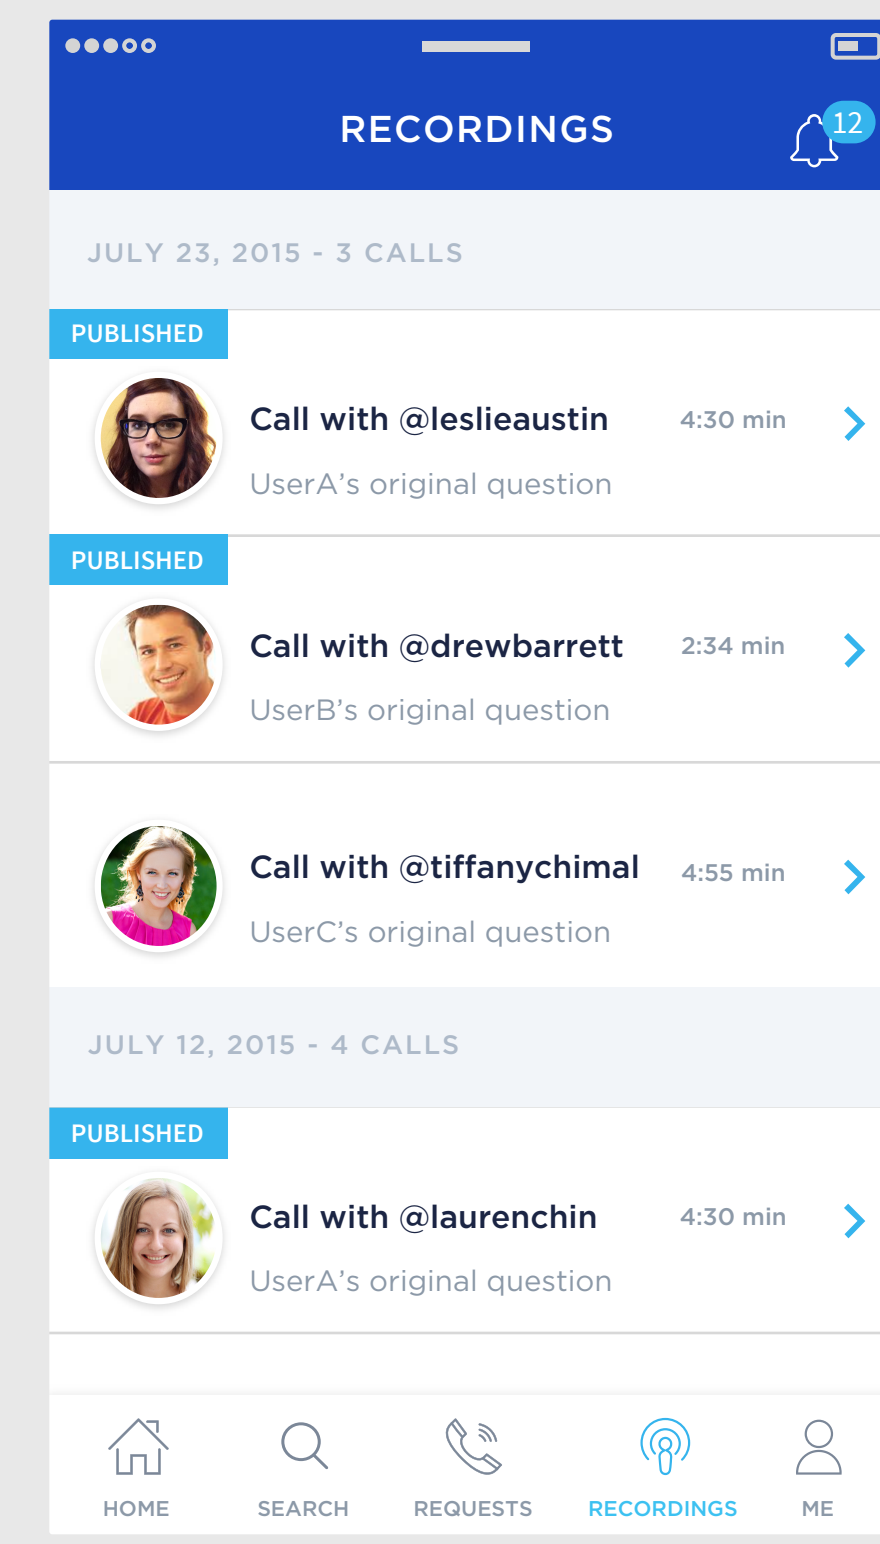 RECORDINGS
12
JULY 23, 2015 - 3 CALLS
PUBLISHED
Call with @leslieaustin 4:30 min
UserA’s original question
PUBLISHED
Call with @drewbarrett 2:34 min
UserB’s original question
Call with @tiffanychimal 4:55 min
UserC’s original question
JULY 12, 2015 - 4 CALLS
PUBLISHED
Call with @laurenchin 4:30 min
UserA’s original question
HOME SEARCH REQUESTS RECORDINGS ME